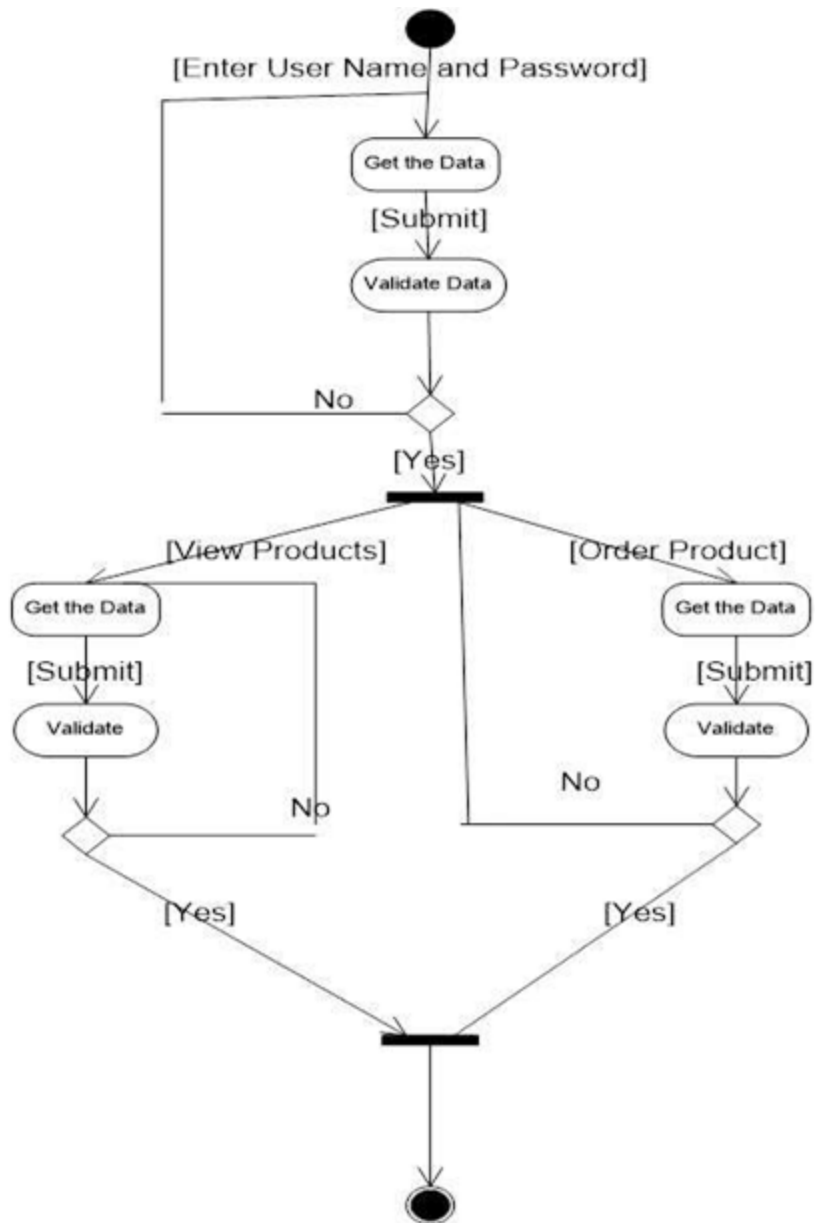 [Enter User Name and Password]
Get the Data
[Submit]
Validate Data
No
[Yes]
[View Products]
[Order Product]
Get the Data
Get the Data
[Submit]
[Submit]
Validate
Validate
No
No
[Yes]
[Yes]